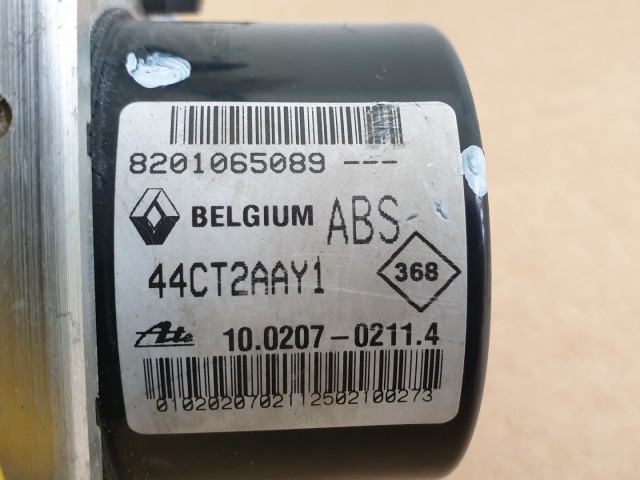 8201065089 ---
BELGIUM ABS
44CT2AAY1 368
Ate 10.0207-0211.4
0102020702112502100273